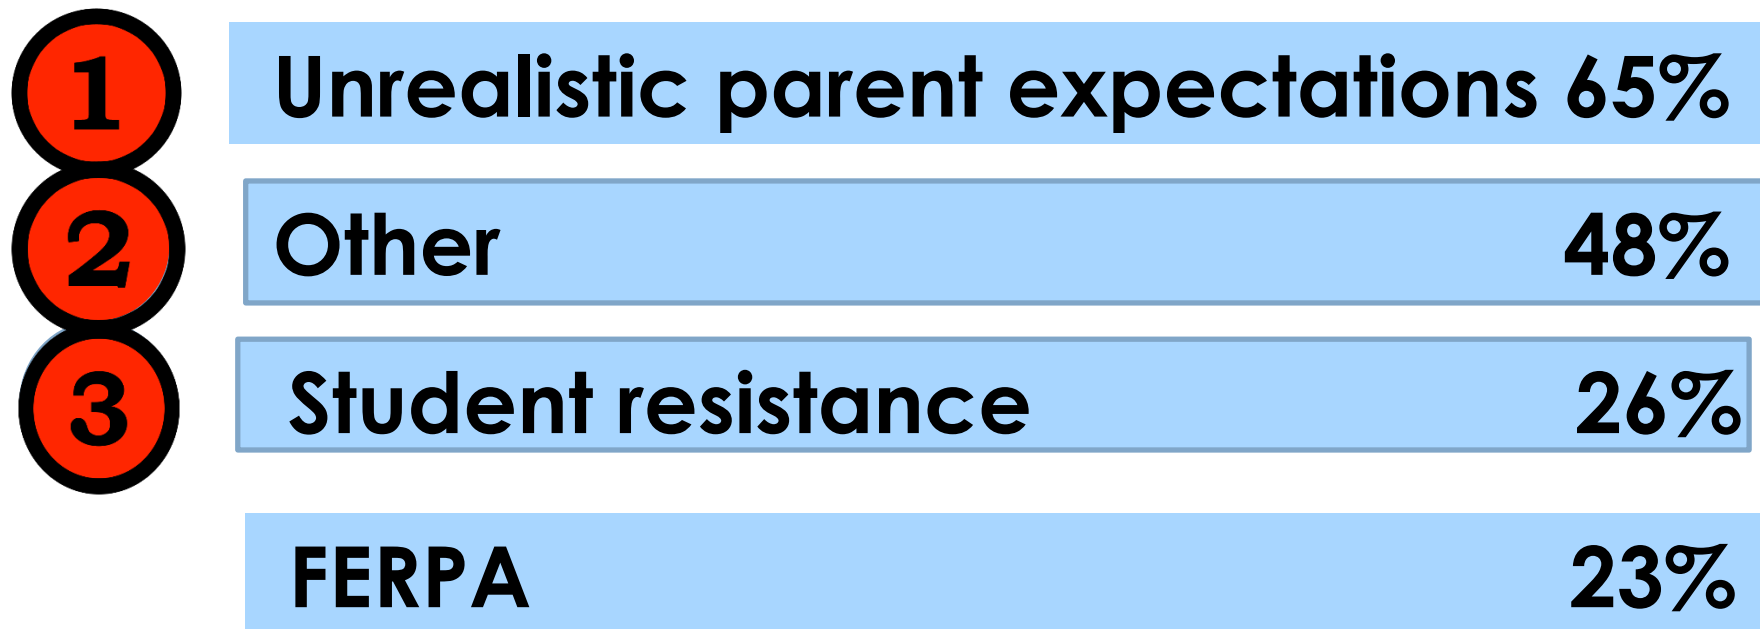 1 Unrealistic parent expectations 65%
2 Other 48%
3 Student resistance 26%
FERPA 23%